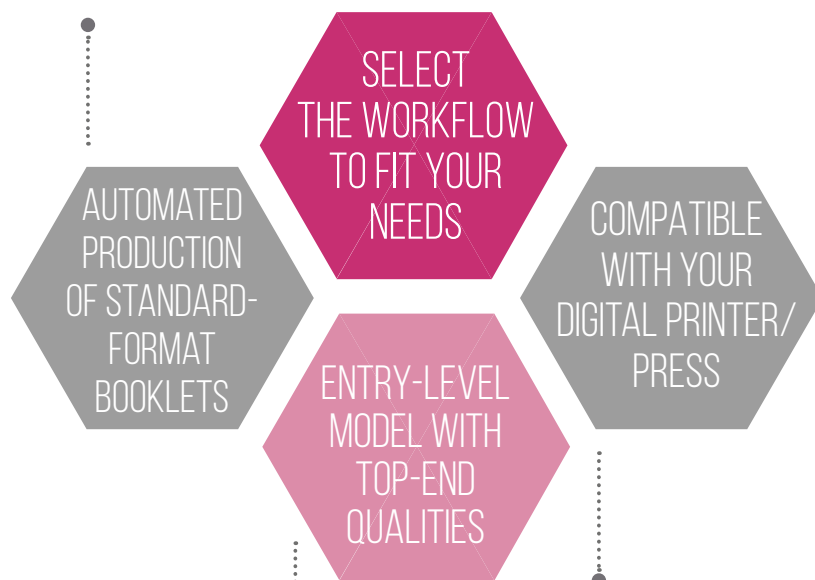 SELECT
THE WORKFLOW
TO FIT YOUR
NEEDS
AUTOMATED
PRODUCTION
OF STANDARD-
FORMAT
BOOKLETS
COMPATIBLE
WITH YOUR
DIGITAL PRINTER/
PRESS
ENTRY-LEVEL
MODEL WITH
TOP-END
QUALITIES